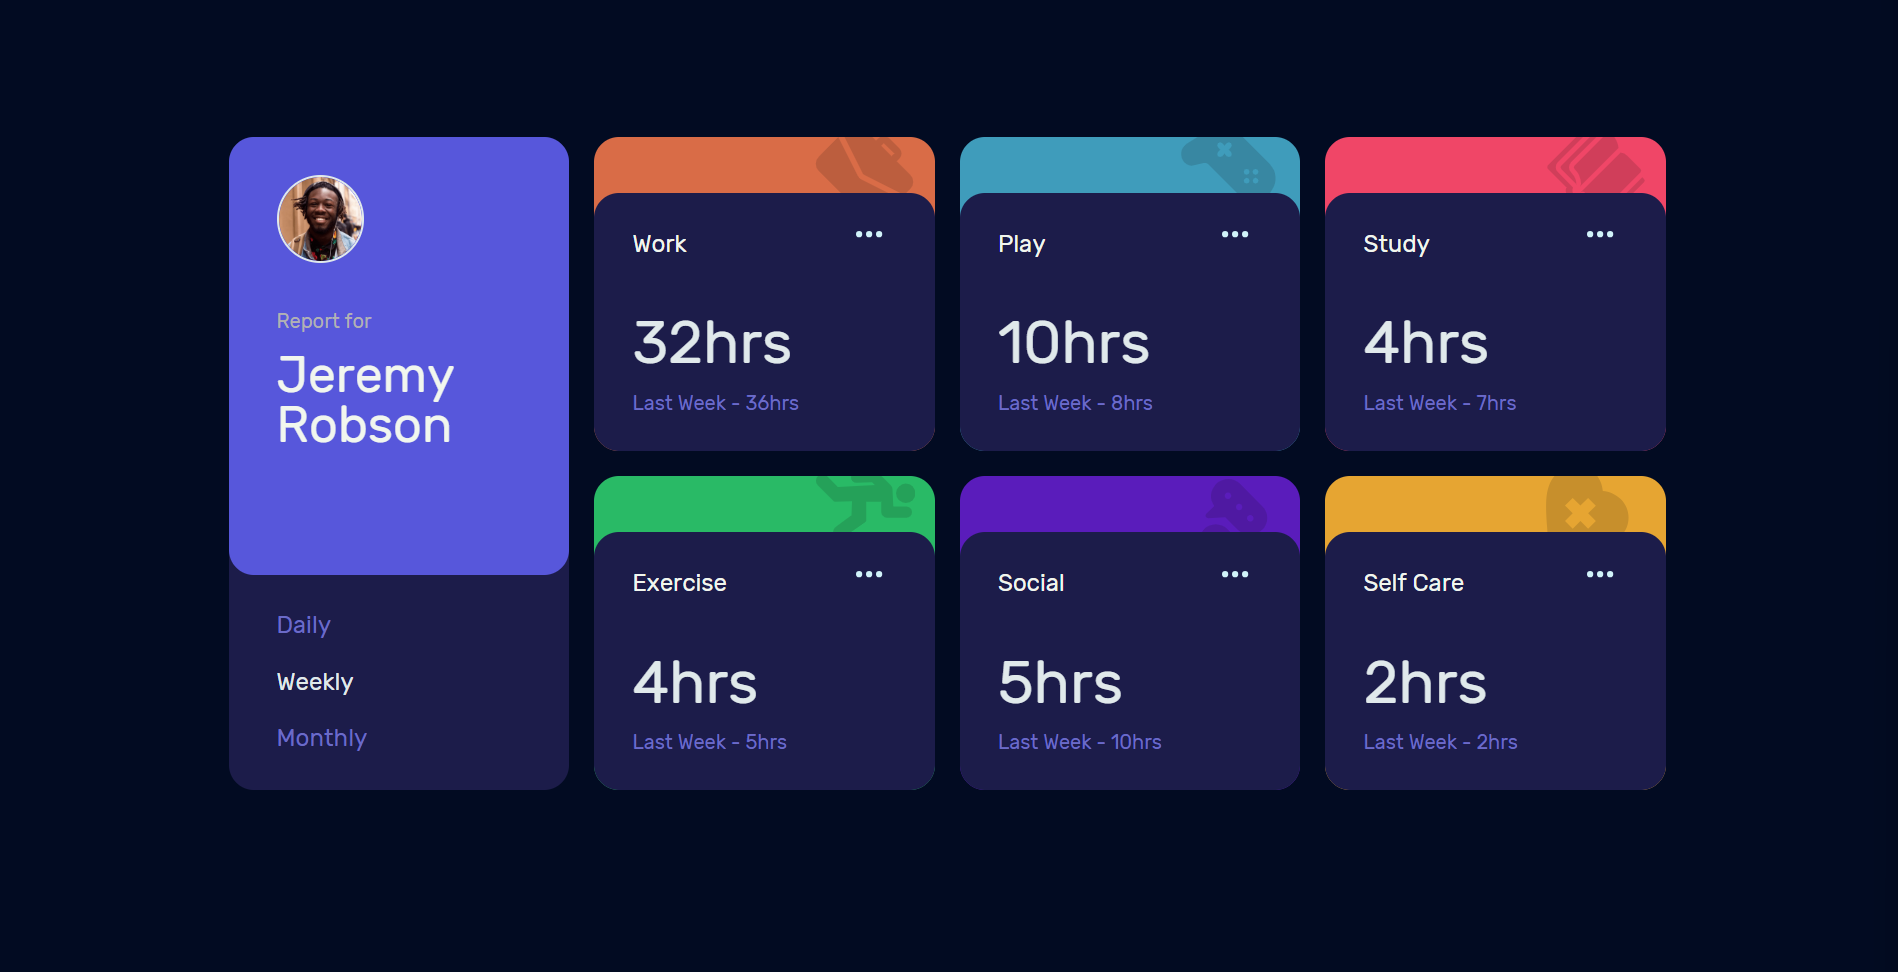 Report for
Jeremy
Robson
Daily
Weekly
Monthly
Work
32hrs
Last Week - 36hrs
Play
10hrs
Last Week - 8hrs
Study
4hrs
Last Week - 7hrs
Exercise
4hrs
Last Week - 5hrs
Social
5hrs
Last Week - 10hrs
Self Care
2hrs
Last Week - 2hrs